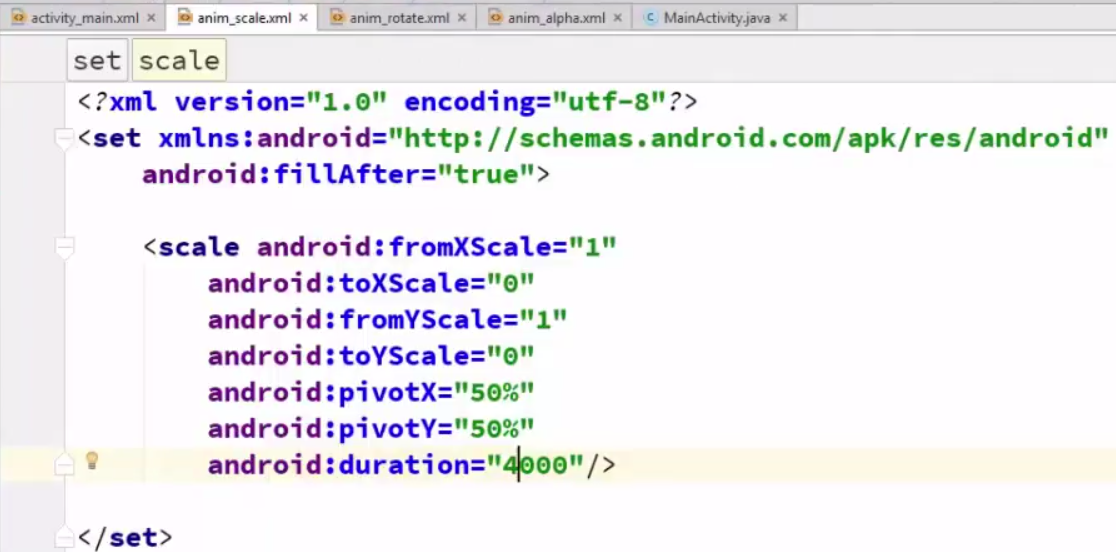 activity_main.xml × anim_scale.xml × anim_rotate.xml × anim_alpha.xml × C MainActivity.java ×
set scale
<?xml version="1.0" encoding="utf-8"?>
<set xmlns:android="http://schemas.android.com/apk/res/android"
android:fillAfter="true">
<scale android:fromXScale="1"
android:toXScale="0"
android:fromYScale="1"
android:toYScale="0"
android:pivotX="50%"
android:pivotY="50%"
android:duration="4000"/>
</set>